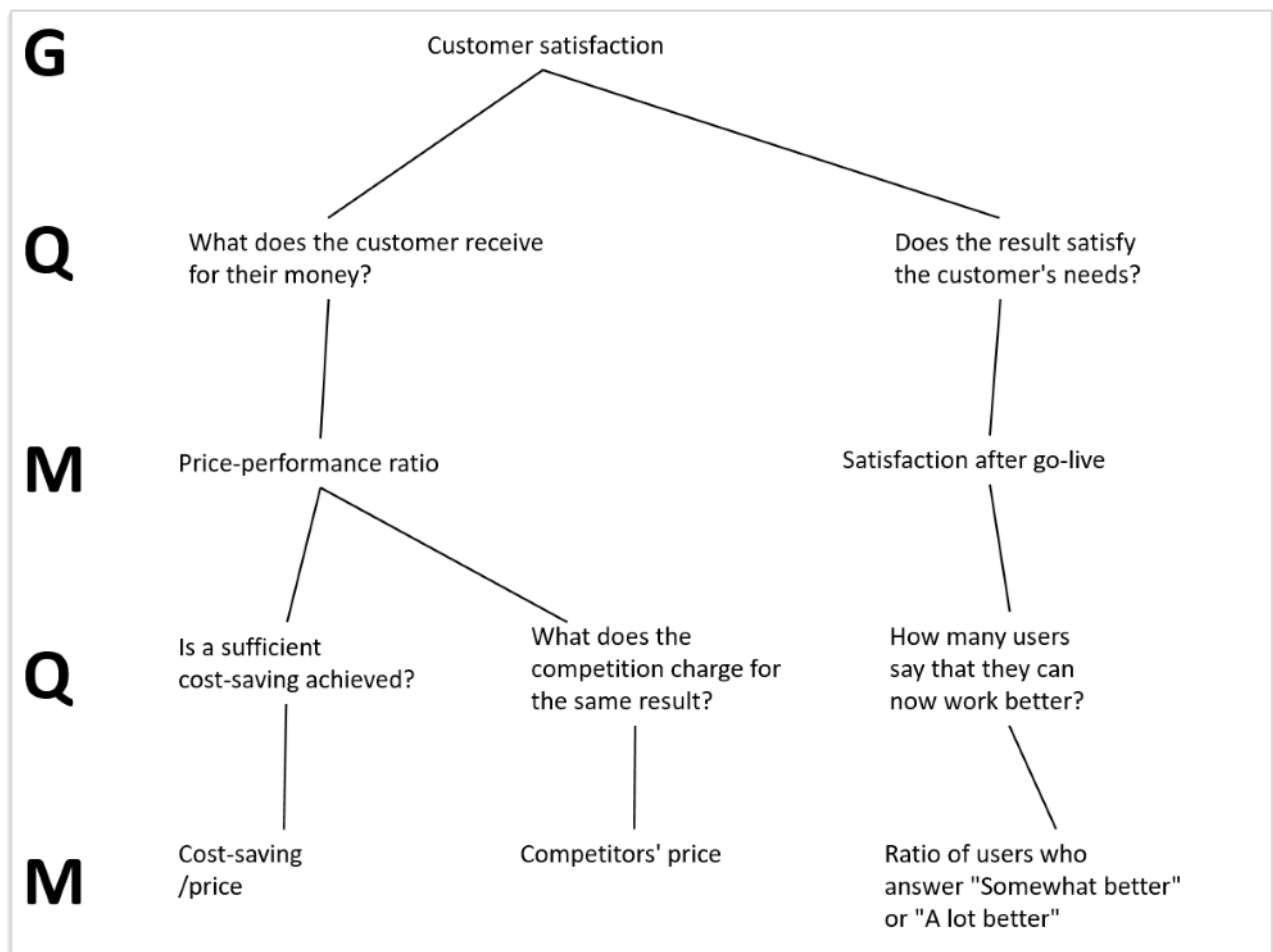 G
Customer satisfaction
Q
What does the customer receive
for their money?
Does the result satisfy
the customer's needs?
M
Price-performance ratio
Satisfaction after go-live
Q
Is a sufficient
cost-saving achieved?
What does the
competition charge for
the same result?
How many users
say that they can
now work better?
M
Cost-saving
/price
Competitors' price
Ratio of users who
answer "Somewhat better"
or "A lot better"